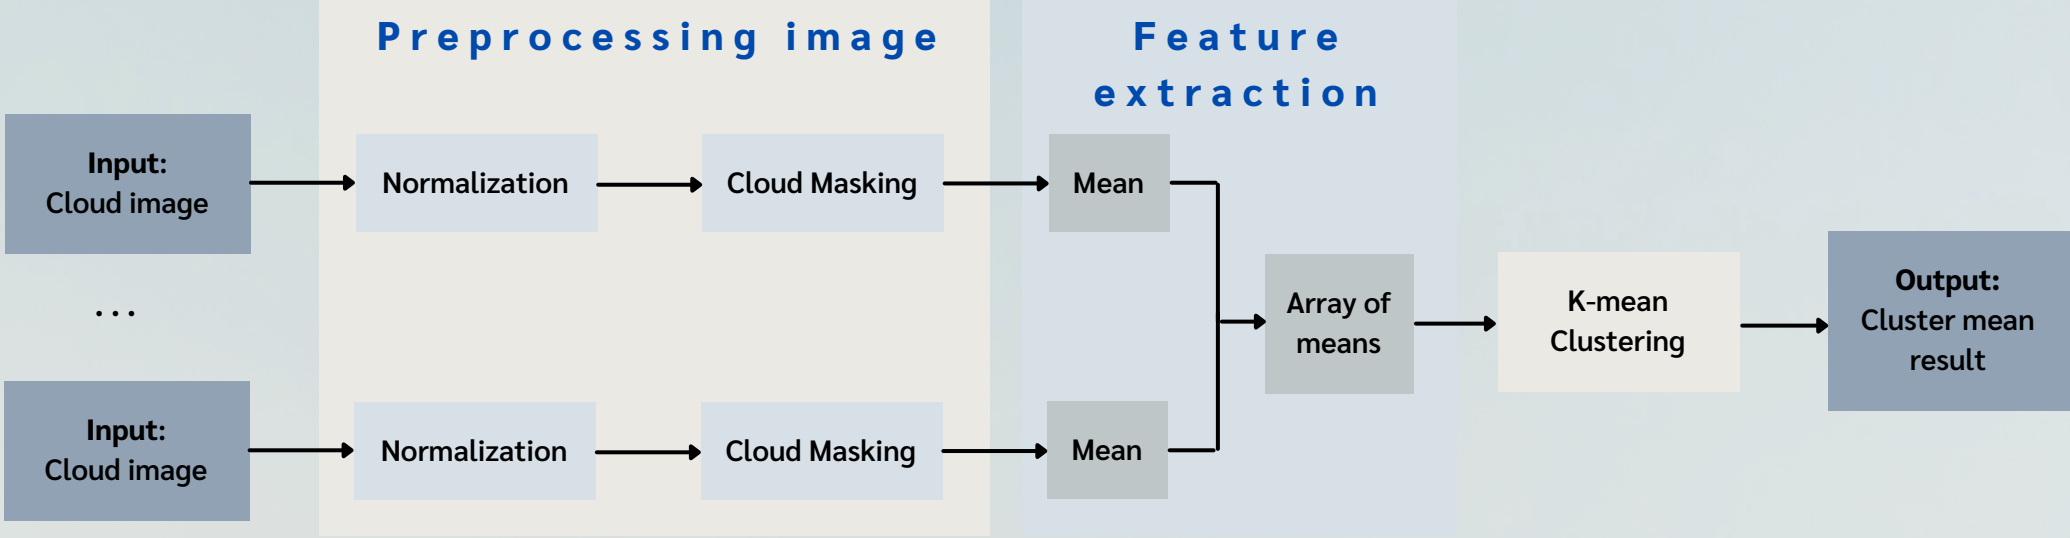 Preprocessing image
Feature
extraction
Input:
Cloud image
Normalization
Cloud Masking
Mean
...
Array of
means
K-mean
Clustering
Output:
Cluster mean
result
Input:
Cloud image
Normalization
Cloud Masking
Mean